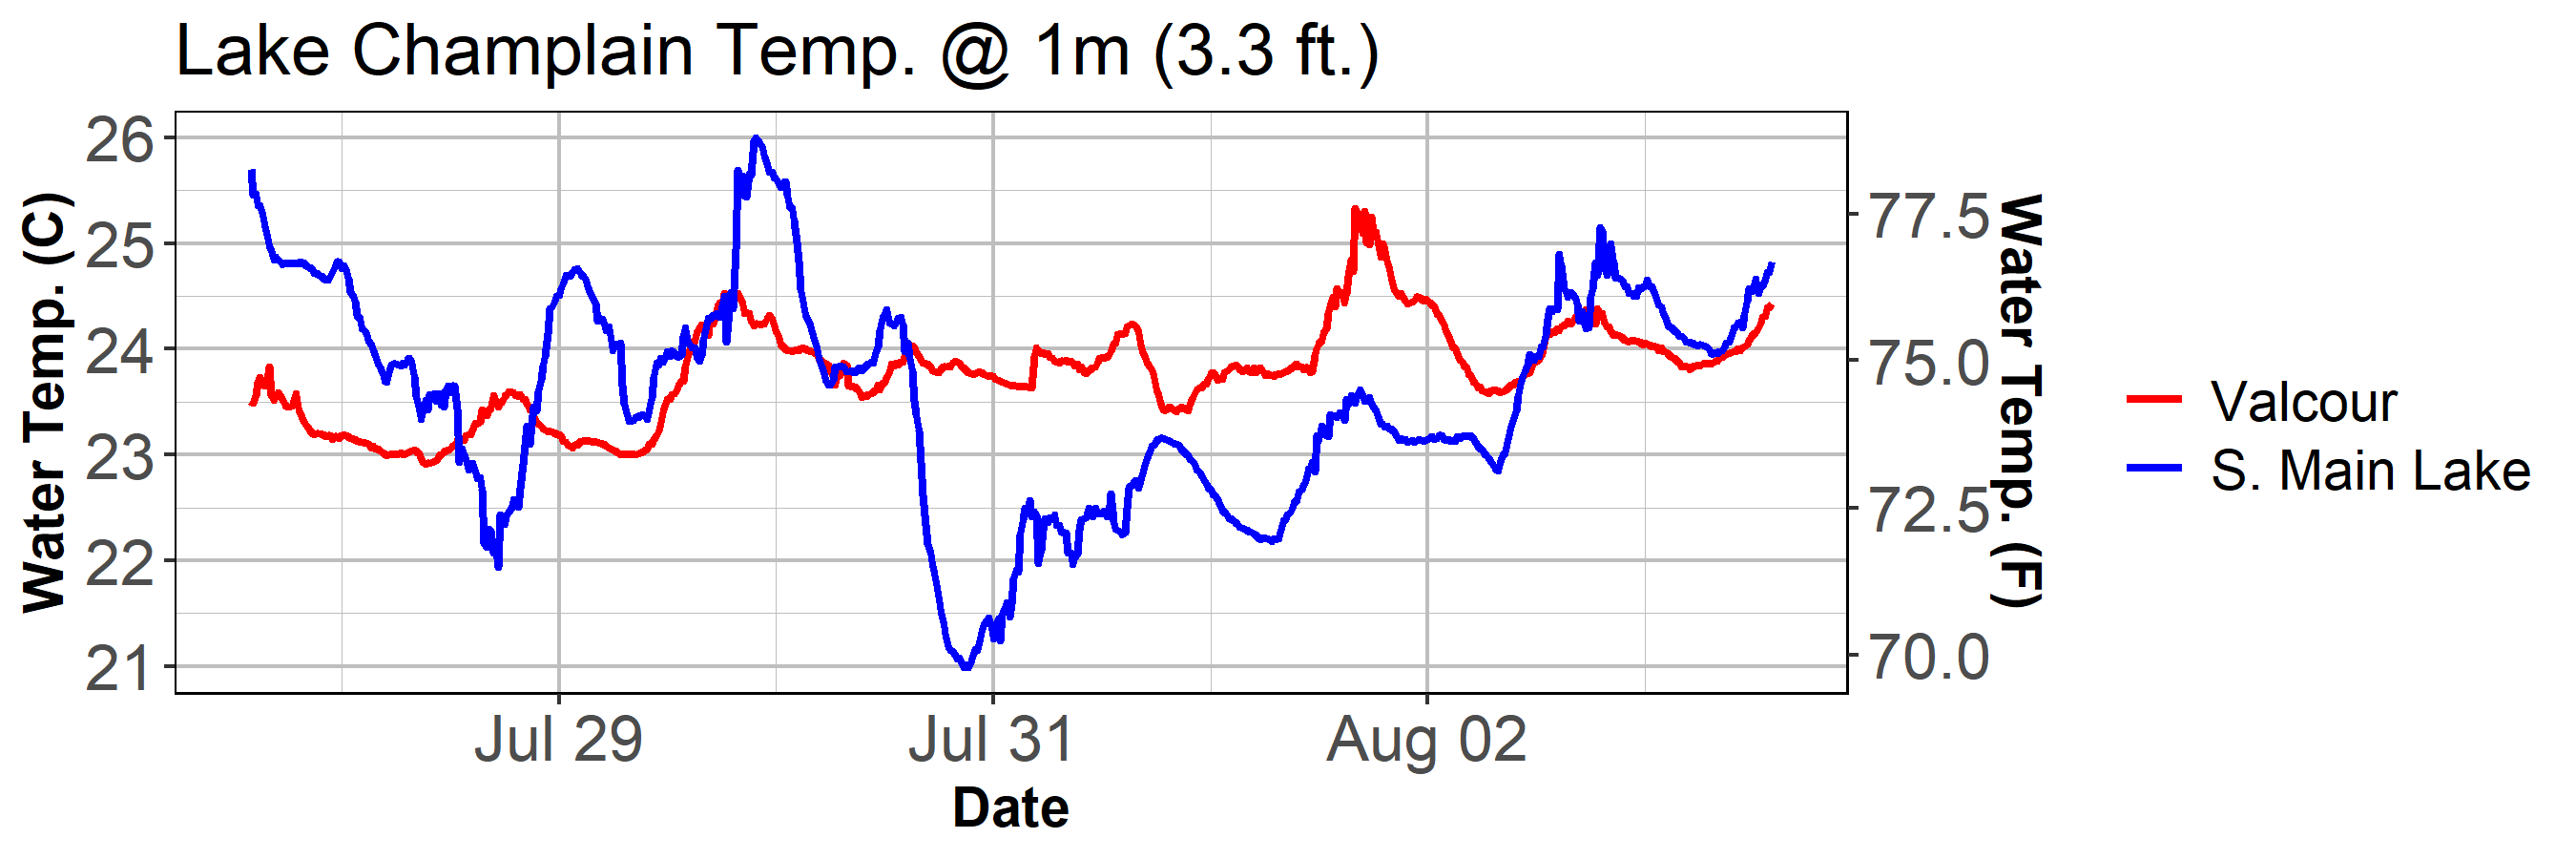 Lake Champlain Temp. @ 1m (3.3 ft.)
Water Temp. (C)
26
25
24
23
22
21
77.5
75.0
72.5
70.0
Water Temp. (F)
Jul 29
Jul 31
Aug 02
Date
Valcour
S. Main Lake